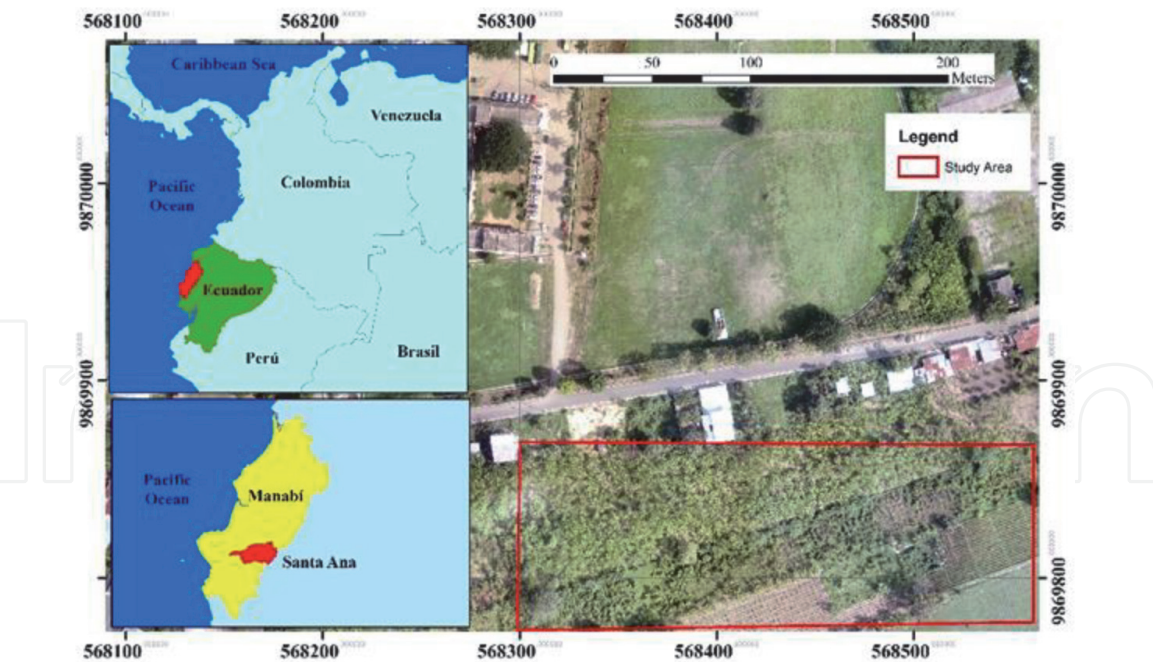 568100 568200 568300 568400 568500
Caribbean Sea
Venezuela
Colombia
Pacific
Ocean
Ecuador
Perú
Brasil
Pacific
Ocean
Manabí
Santa Ana
0 50 100 200
Meters
Legend
Study Area
9870000
9869900
9869800
9870000
9869900
9869800
568100 568200 568300 568400 568500